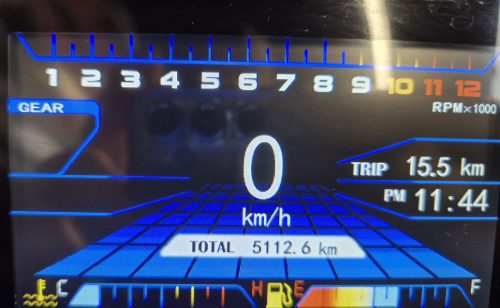 1 2 3 4 5 6 7 8 9 10 11 12
RPM×1000
GEAR
0
km/h
TRIP 15.5 km
PM 11:44
TOTAL 5112.6 km
C H E F